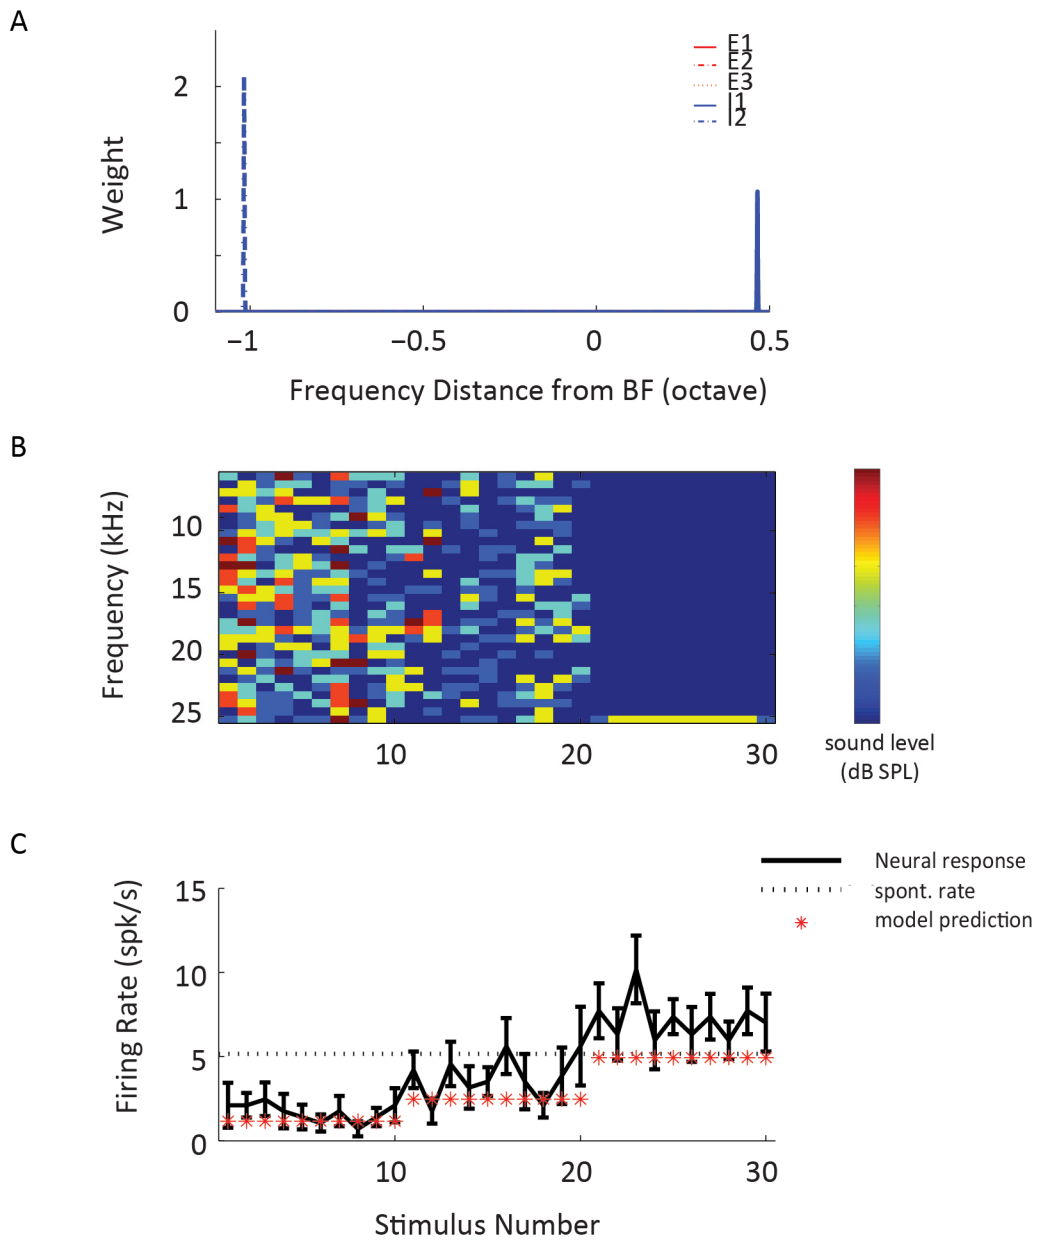 A
E1
E2
E3
I1
I2
2
1
0
Weight
−1
−0.5
0
0.5
Frequency Distance from BF (octave)
B
10
15
20
25
Frequency (kHz)
10
20
30
sound level
(dB SPL)
C
Neural response
spont. rate
model prediction
15
10
5
0
Firing Rate (spk/s)
10
20
30
Stimulus Number